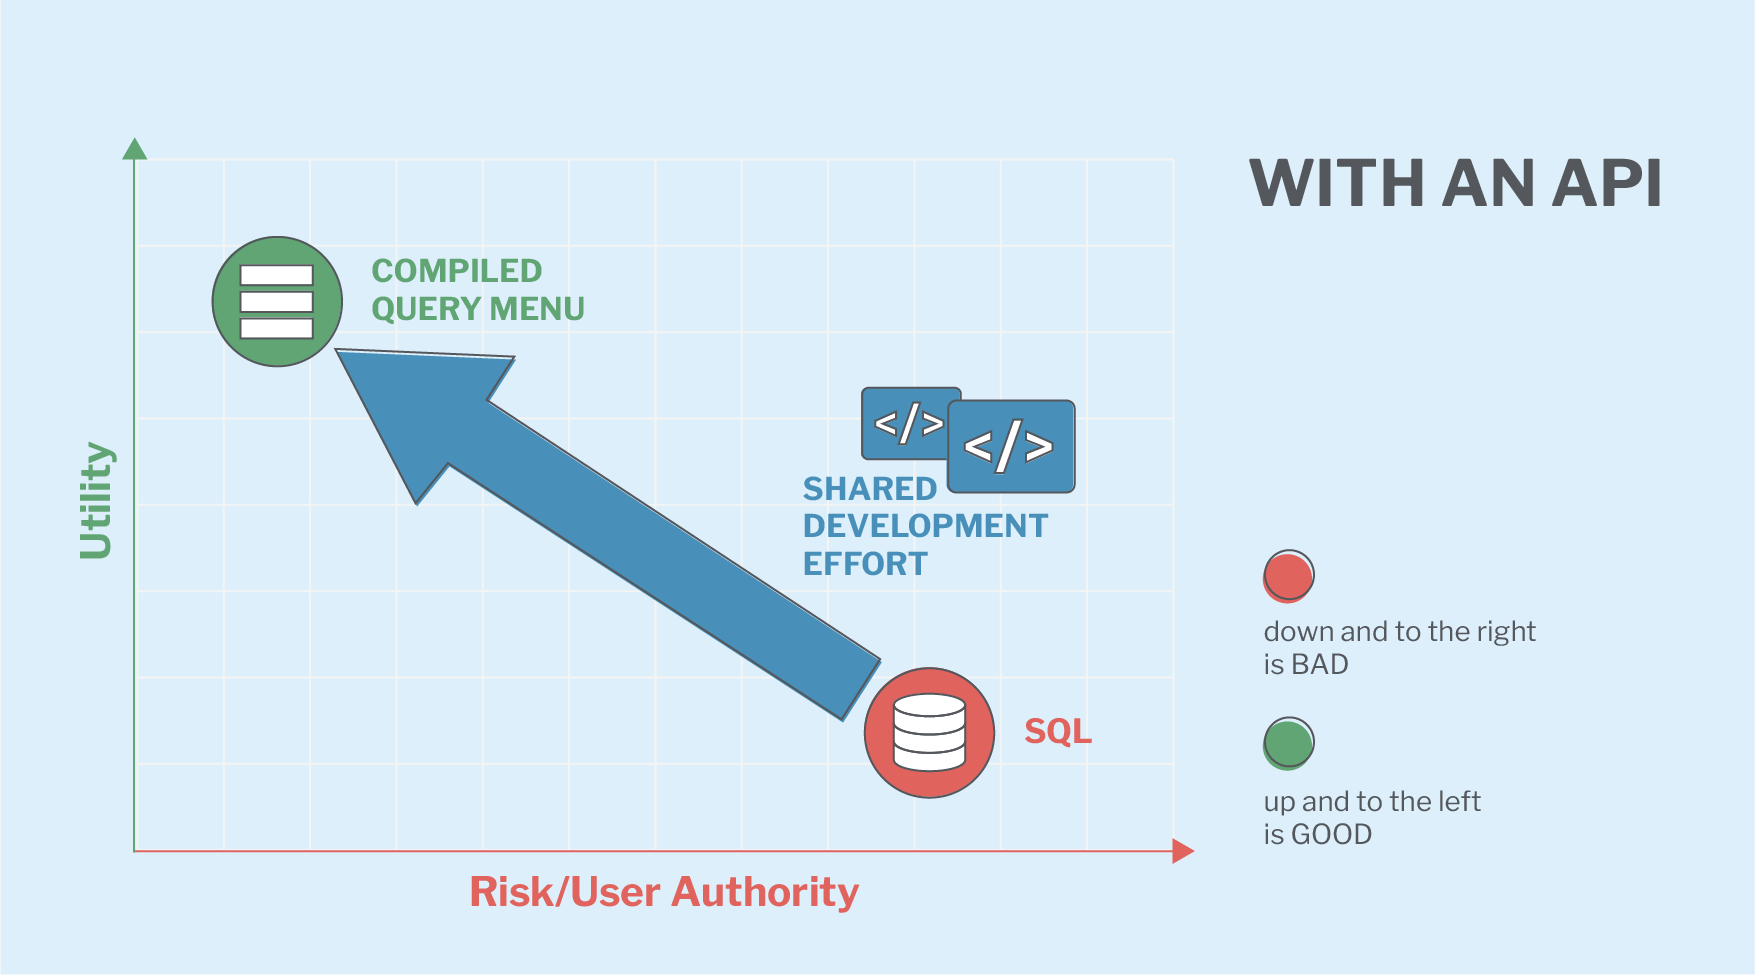 WITH AN API
COMPILED
QUERY MENU
</>
</>
SHARED
DEVELOPMENT
EFFORT
Utility
SQL
Risk/User Authority
down and to the right
is BAD
up and to the left
is GOOD